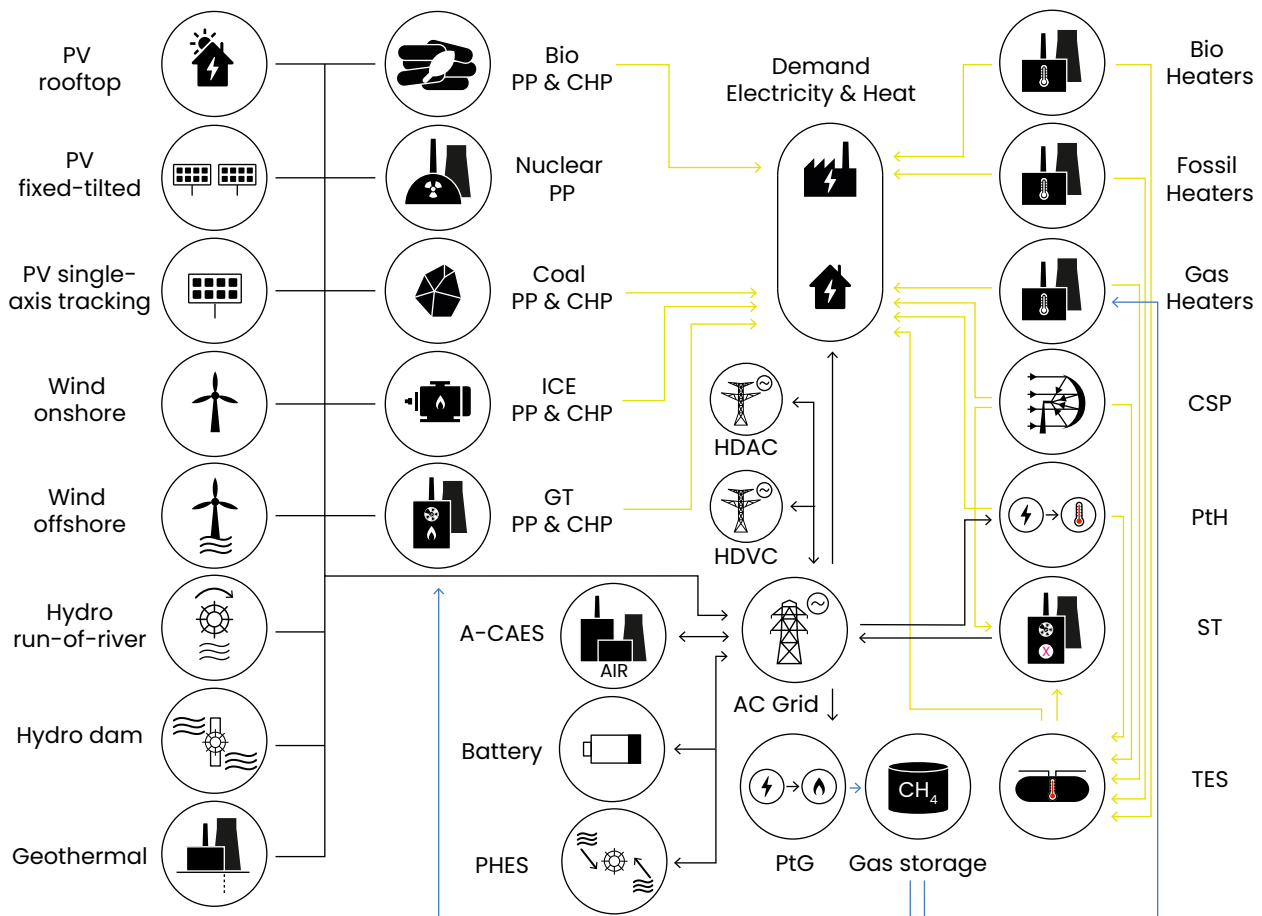 PV
rooftop
PV
fixed-tilted
PV single-
axis tracking
Wind
onshore
Wind
offshore
Hydro
run-of-river
Hydro dam
Geothermal
Bio
PP & CHP
Nuclear
PP
Coal
PP & CHP
ICE
PP & CHP
GT
PP & CHP
Demand
Electricity & Heat
HDAC
HDVC
A-CAES
AIR
Battery
PHES
AC Grid
PtG
CH4
Gas storage
Bio
Heaters
Fossil
Heaters
Gas
Heaters
CSP
PtH
ST
X
TES